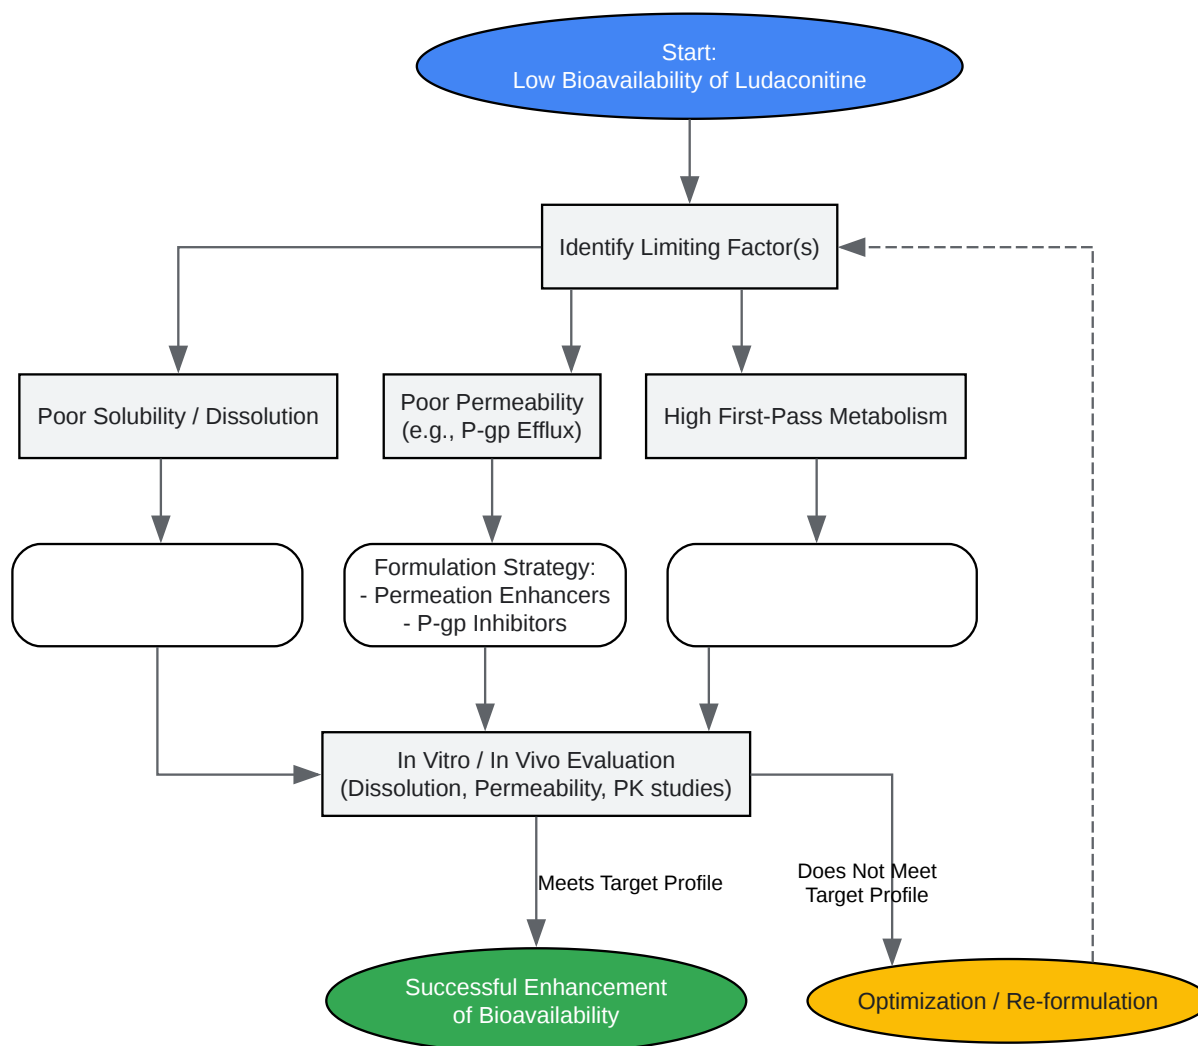 Start:
Low Bioavailability of Ludaconitine
Identify Limiting Factor(s)
Poor Solubility / Dissolution
Poor Permeability
(e.g., P-gp Efflux)
High First-Pass Metabolism
Formulation Strategy:
- Permeation Enhancers
- P-gp Inhibitors
In Vitro / In Vivo Evaluation
(Dissolution, Permeability, PK studies)
Meets Target Profile
Does Not Meet
Target Profile
Successful Enhancement
of Bioavailability
Optimization / Re-formulation